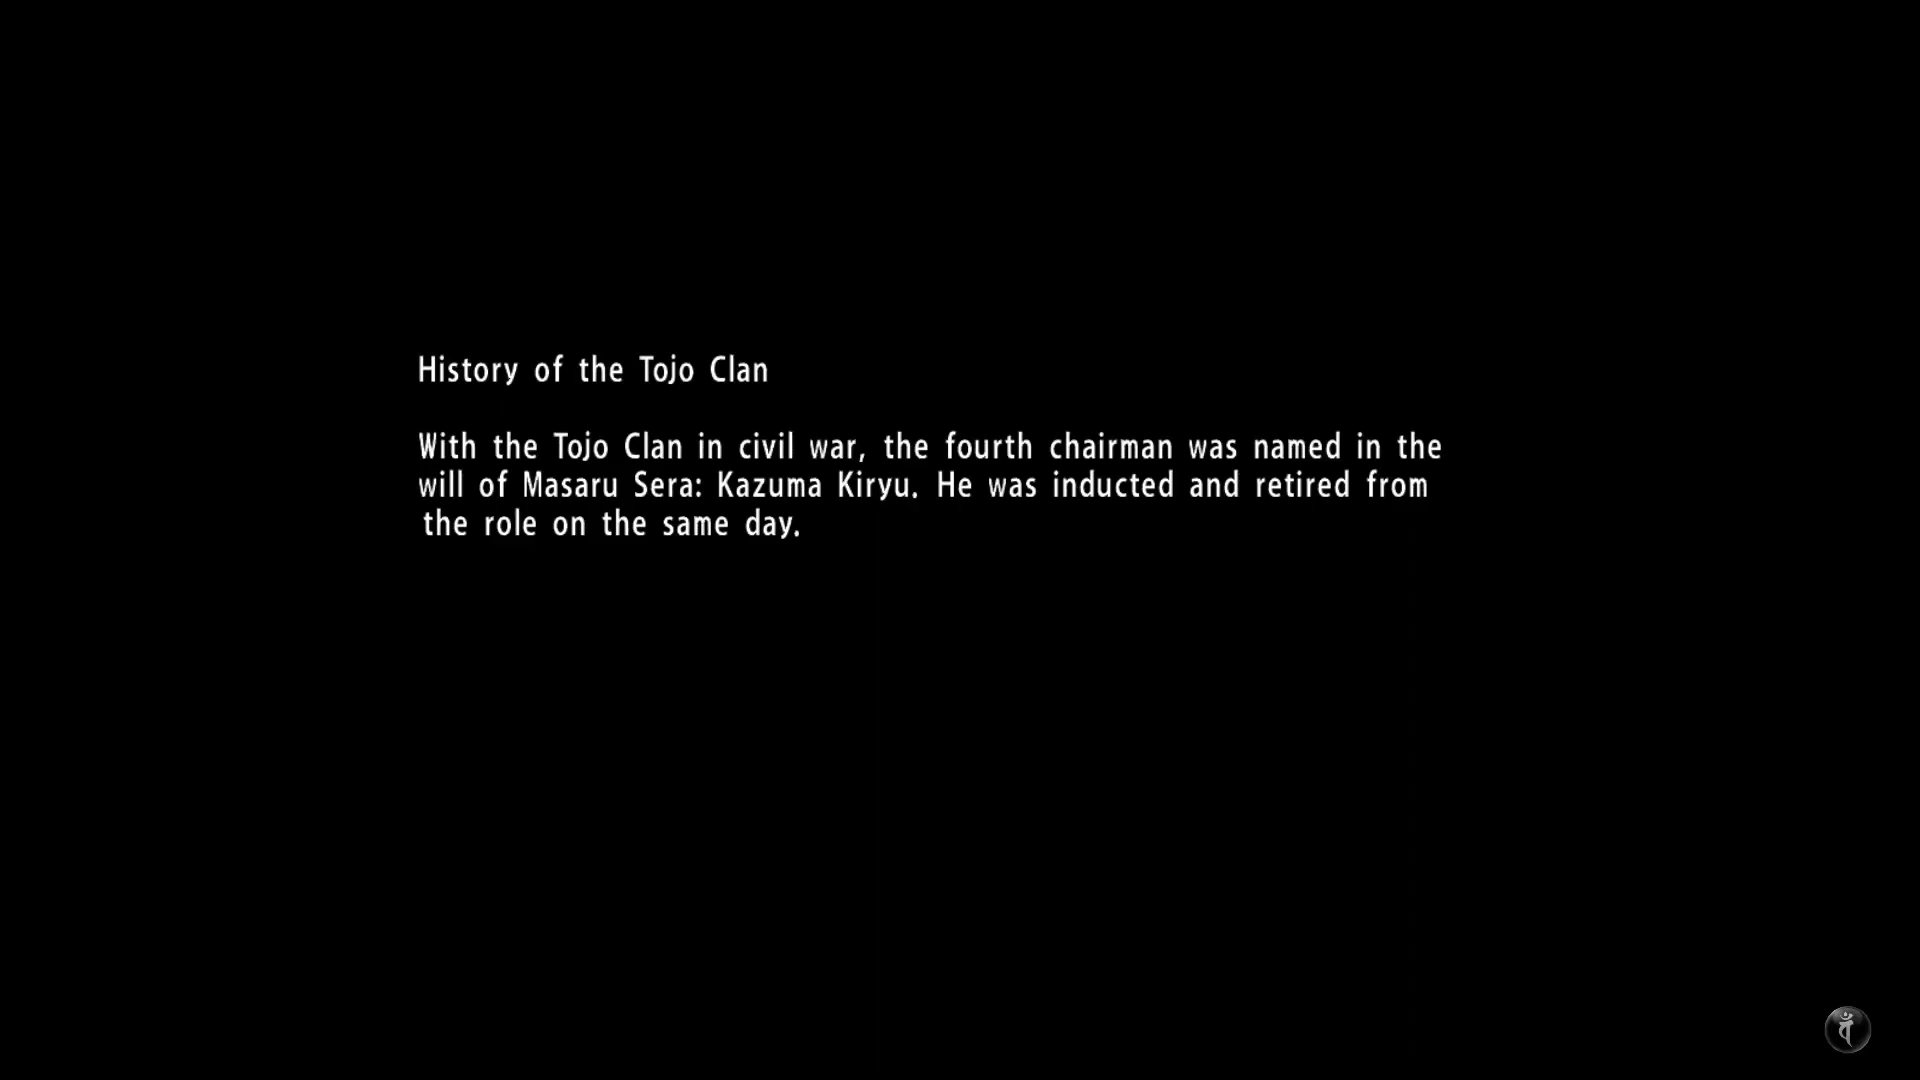 History of the Tojo Clan
With the Tojo Clan in civil war, the fourth chairman was named in the
will of Masaru Sera: Kazuma Kiryu. He was inducted and retired from
the role on the same day.